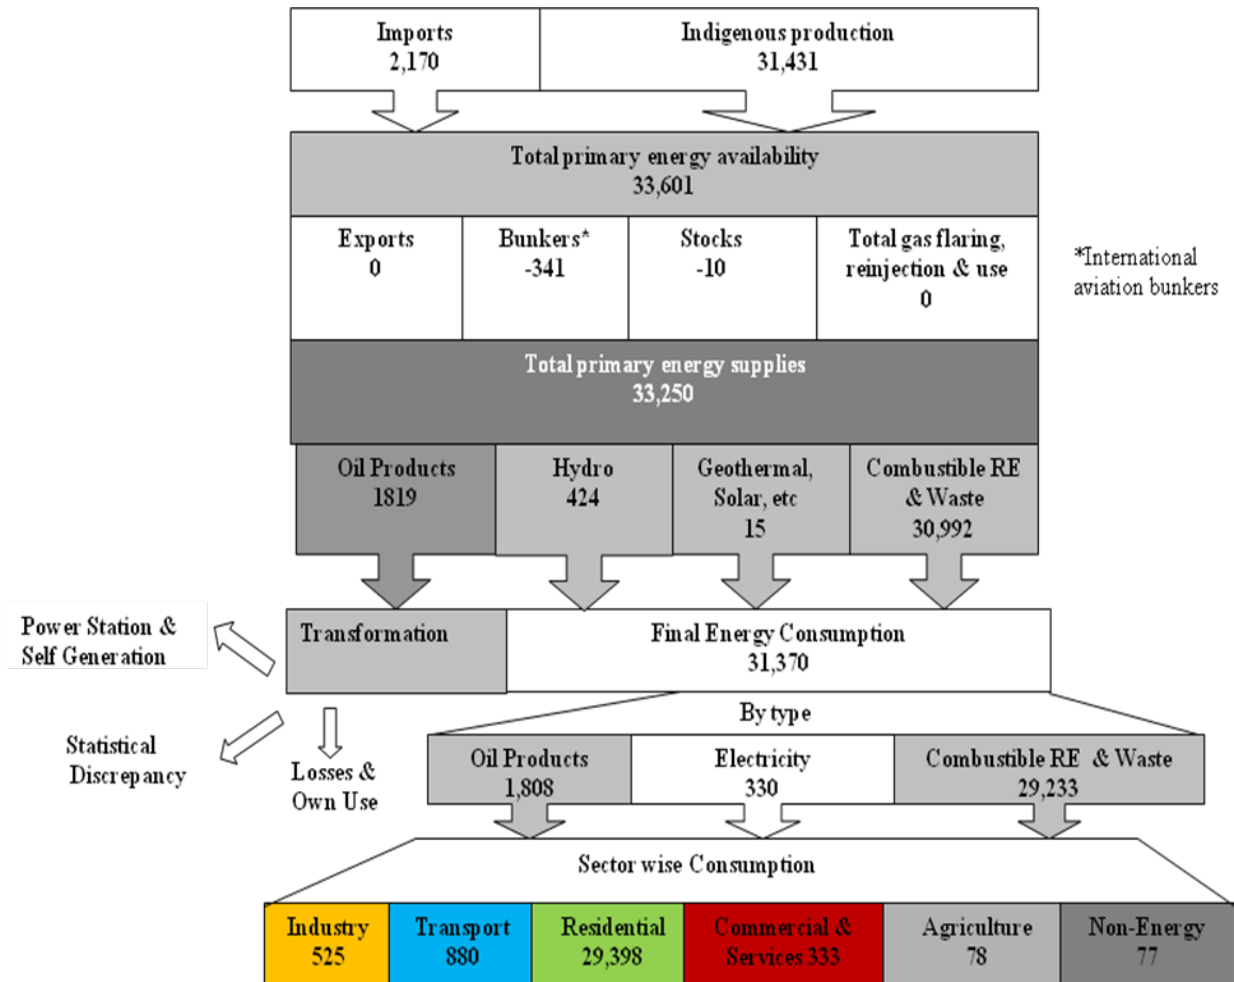 Imports
2,170
Indigenous production
31,431
Total primary energy availability
33,601
Exports
0
Bunkers*
-341
Stocks
-10
Total gas flaring,
reinjection & use
0
*International
aviation bunkers
Total primary energy supplies
33,250
Oil Products
1819
Hydro
424
Geothermal,
Solar, etc
15
Combustible RE
& Waste
30,992
Power Station &
Self Generation
Transformation
Final Energy Consumption
31,370
By type
Statistical
Discrepancy
Losses &
Own Use
Oil Products
1,808
Electricity
330
Combustible RE & Waste
29,233
Sector wise Consumption
Industry
525
Transport
880
Residential
29,398
Commercial &
Services 333
Agriculture
78
Non-Energy
77